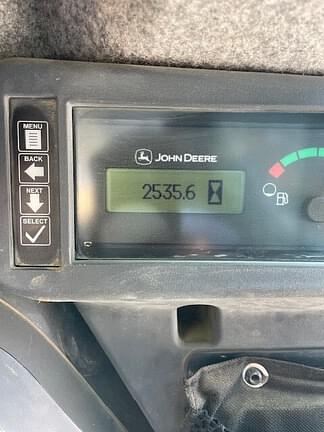 MENU
BACK
NEXT
SELECT
JOHN DEERE
2535.6